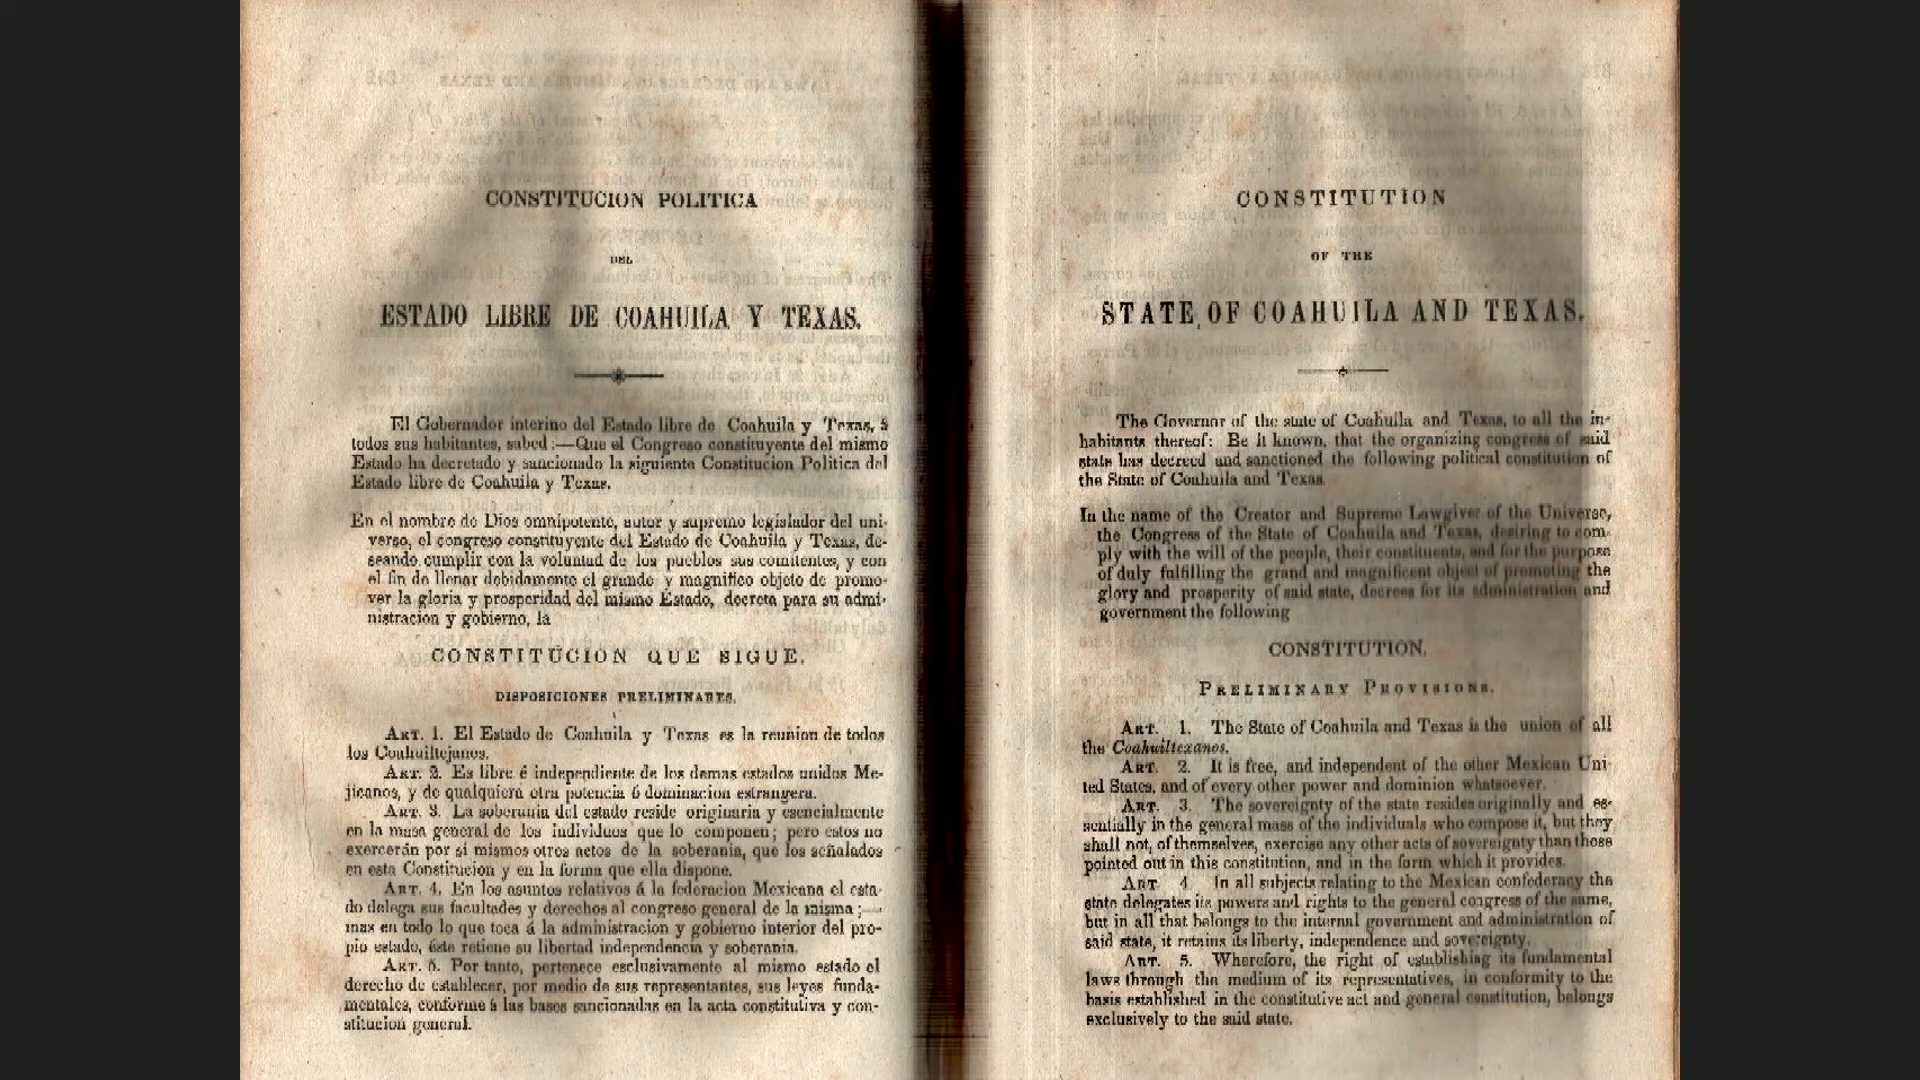 CONSTITUCION POLITICA
DEL
ESTADO LIBRE DE COAHUILA Y TEXAS.
El Gobernador interino del Estado libre de Coahuila y Texas, á
todos sus habitantes, sabed :—Que el Congreso constituyente del mismo
Estado ha decretado y sancionado la siguiente Constitucion Politica del
Estado libre de Coahuila y Texas.
En el nombre de Dios omnipotente, autor y supremo legislador del uni-
verso, el congreso constituyente del Estado de Coahuila y Texas, de-
seando cumplir con la voluntad de los pueblos sus comitentes, y con
el fin de llenar debidamente el grande y magnifico objeto de promo-
ver la gloria y prosperidad del mismo Estado, decreta para su admi-
nistracion y gobierno, la
CONSTITUCION QUE SIGUE.
DISPOSICIONES PRELIMINARES.
ART. 1. El Estado de Coahuila y Texas es la reunion de todos
los Coahuiltejanos.
ART. 2. Es libre é independiente de los demas estados unidos Me-
jicanos, y de qualquiera otra potencia ó dominacion estrangera.
ART. 3. La soberania del estado reside originaria y esencialmente
en la masa general de los individuos que lo componen; pero estos no
exercerán por sí mismos otros actos de la soberania, que los señalados
en esta Constitucion y en la forma que ella dispone.
ART. 4. En los asuntos relativos á la federacion Mexicana el esta-
do delega sus facultades y derechos al congreso general de la misma ;—
mas en todo lo que toca á la administracion y gobierno interior del pro-
pio estado, éste retiene su libertad independencia y soberania.
ART. 5. Por tanto, pertenece esclusivamente al mismo estado el
derecho de establecer, por medio de sus representantes, sus leyes funda-
mentales, conforme á las bases sancionadas en la acta constitutiva y con-
stitucion general.
CONSTITUTION
OF THE
STATE OF COAHUILA AND TEXAS.
The Governor of the state of Coahuila and Texas, to all the in-
habitants thereof: Be it known, that the organizing congress of said
state has decreed and sanctioned the following political constitution of
the State of Coahuila and Texas
In the name of the Creator and Supreme Lawgiver of the Universe,
the Congress of the State of Coahuila and Texas, desiring to com-
ply with the will of the people, their constituents, and for the purpose
of duly fulfilling the grand and magnificent object of promoting the
glory and prosperity of said state, decrees for its administration and
government the following
CONSTITUTION.
PRELIMINARY PROVISIONS.
ART. 1. The State of Coahuila and Texas is the union of all
the Coahuiltexanos.
ART. 2. It is free, and independent of the other Mexican Uni-
ted States, and of every other power and dominion whatsoever.
ART. 3. The sovereignty of the state resides originally and es-
sentially in the general mass of the individuals who compose it, but they
shall not, of themselves, exercise any other acts of sovereignty than those
pointed out in this constitution, and in the form which it provides.
ART. 4. In all subjects relating to the Mexican confederacy the
state delegates its powers and rights to the general congress of the same,
but in all that belongs to the internal government and administration of
said state, it retains its liberty, independence and sovereignty.
ART. 5. Wherefore, the right of establishing its fundamental
laws through the medium of its representatives, in conformity to the
basis established in the constitutive act and general constitution, belongs
exclusively to the said state.